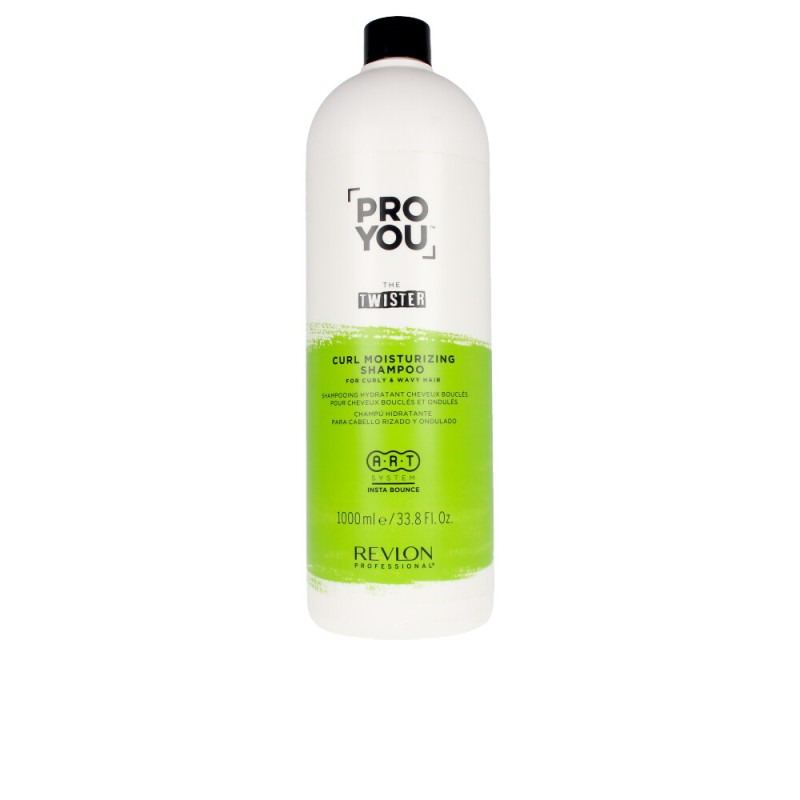 PRO
YOU™
THE
TWISTER
CURL MOISTURIZING
SHAMPOO
FOR CURLY & WAVY HAIR
SHAMPOOING HYDRATANT CHEVEUX BOUCLÉS
POUR CHEVEUX BOUCLÉS ET ONDULÉS
CHAMPÚ HIDRATANTE
PARA CABELLO RIZADO Y ONDULADO
A·R·T
SYSTEM
INSTA BOUNCE
1000 ml e / 33.8 Fl. Oz.
REVLON
PROFESSIONAL®